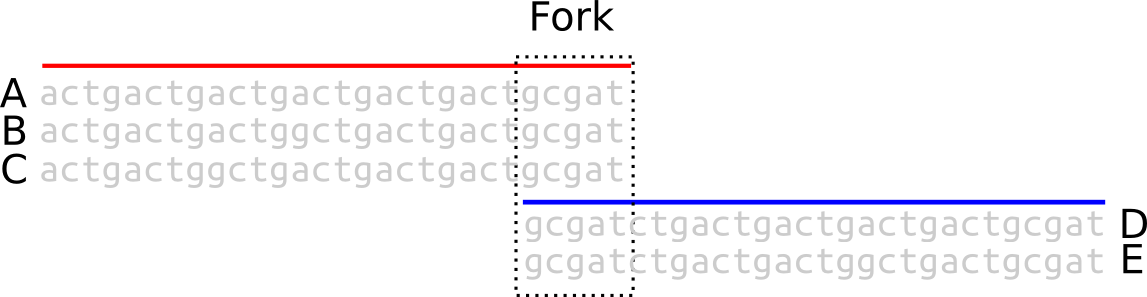 Fork
A actgactgactgactgactgactgcgat
B actgactgactggctgactgactgcgat
C actgactggctgactgactgactgcgat
gcgatctgactgactgactgactgcgat D
gcgatctgactgactggctgactgcgat E